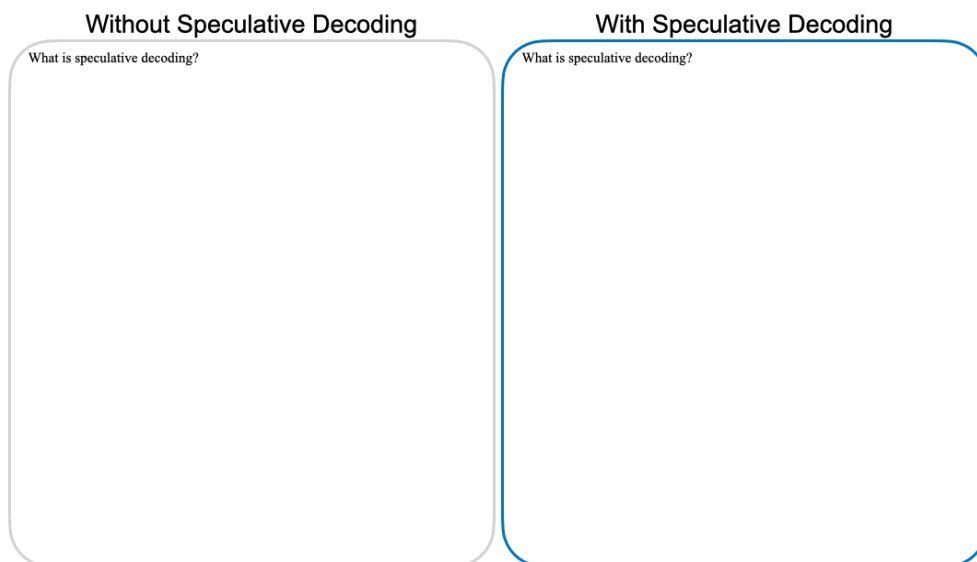 Without Speculative Decoding
What is speculative decoding?
With Speculative Decoding
What is speculative decoding?